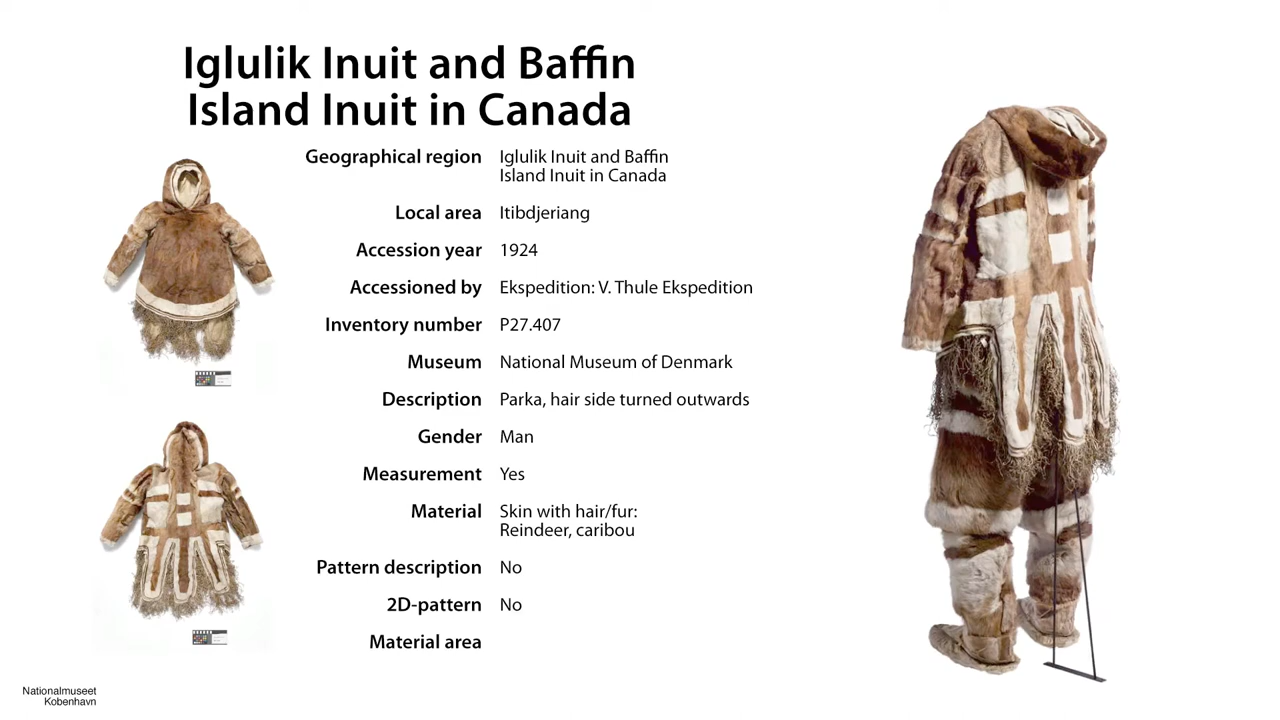 Iglulik Inuit and Baffin
Island Inuit in Canada
Geographical region Iglulik Inuit and Baffin
Island Inuit in Canada
Local area Itibdjeriang
Accession year 1924
Accessioned by Ekspedition: V. Thule Ekspedition
Inventory number P27.407
Museum National Museum of Denmark
Description Parka, hair side turned outwards
Gender Man
Measurement Yes
Material Skin with hair/fur:
Reindeer, caribou
Pattern description No
2D-pattern No
Material area
Nationalmuseet
Kobenhavn